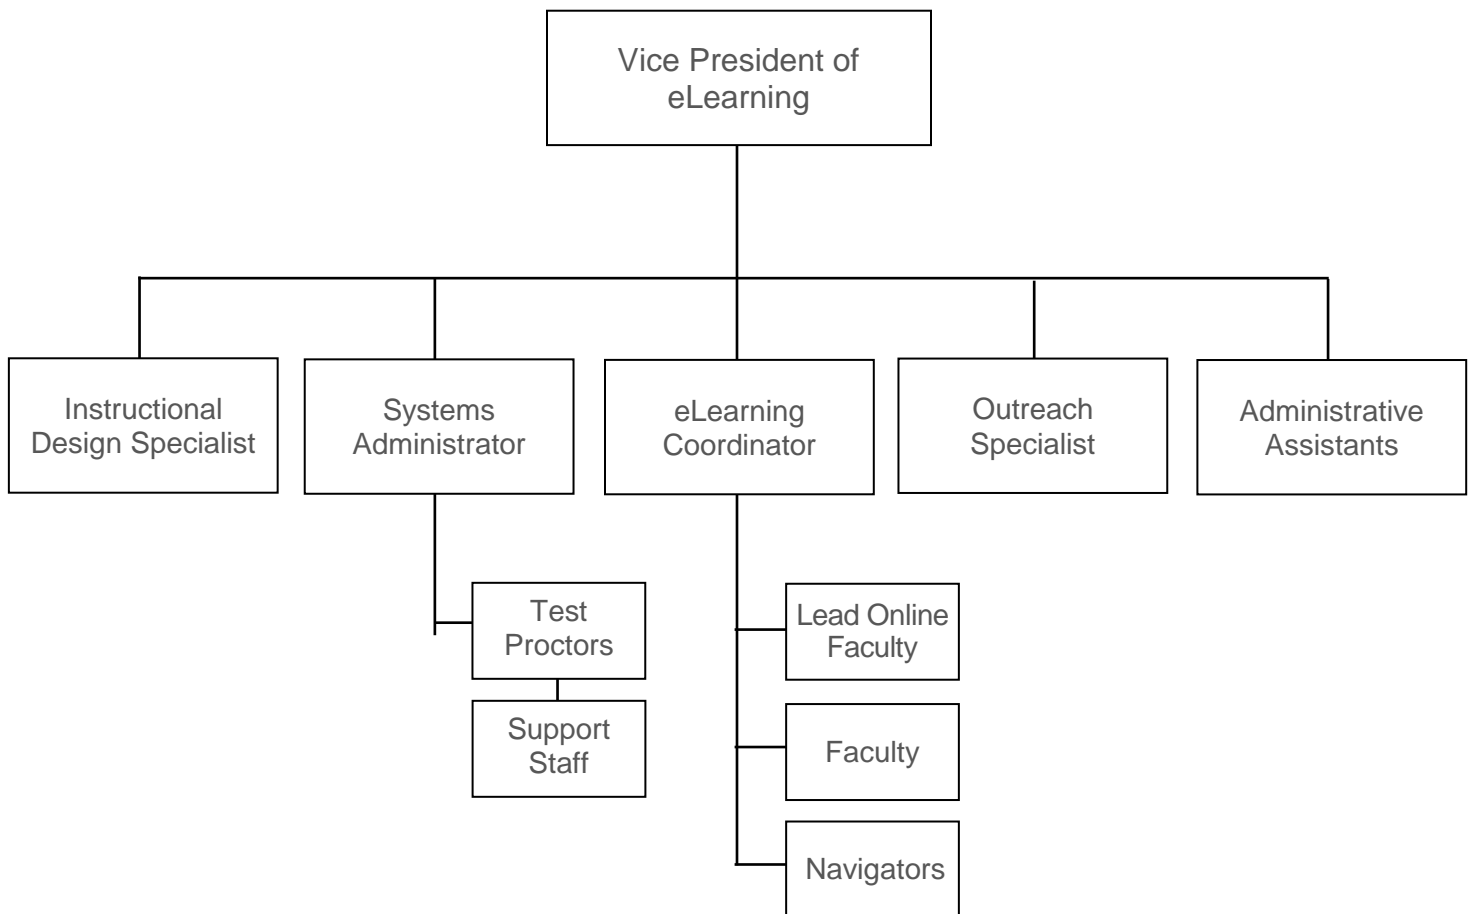 Vice President of
eLearning
Instructional
Design Specialist
Systems
Administrator
eLearning
Coordinator
Outreach
Specialist
Administrative
Assistants
Test
Proctors
Support
Staff
Lead Online
Faculty
Faculty
Navigators